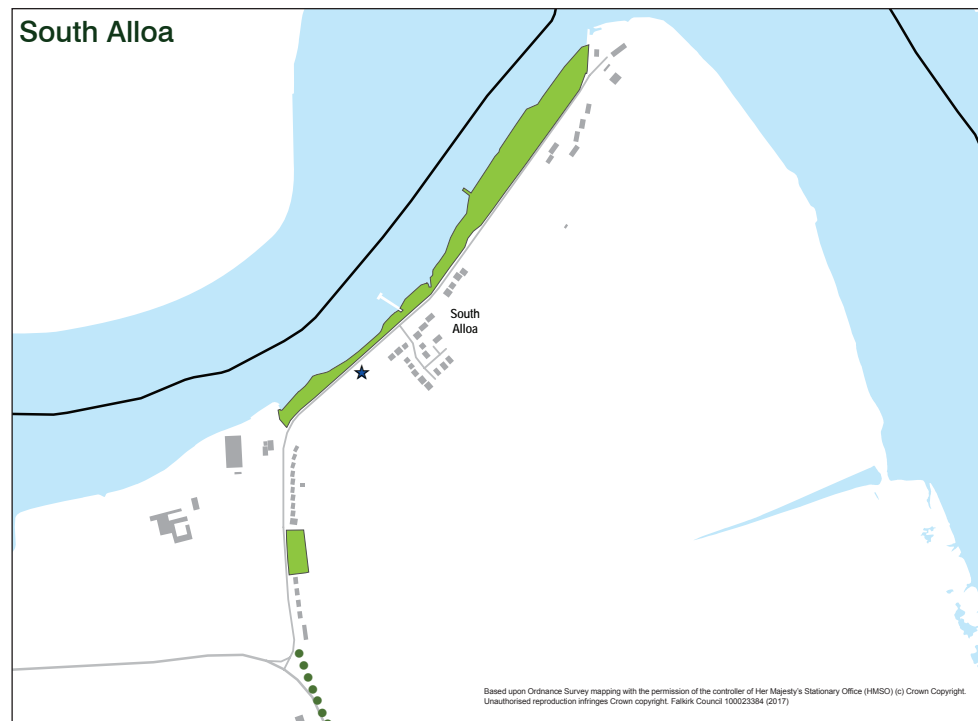 South Alloa
South
Alloa
Based upon Ordnance Survey mapping with the permission of the controller of Her Majesty's Stationary Office (HMSO) (c) Crown Copyright.
Unauthorised reproduction infringes Crown copyright. Falkirk Council 100023384 (2017)